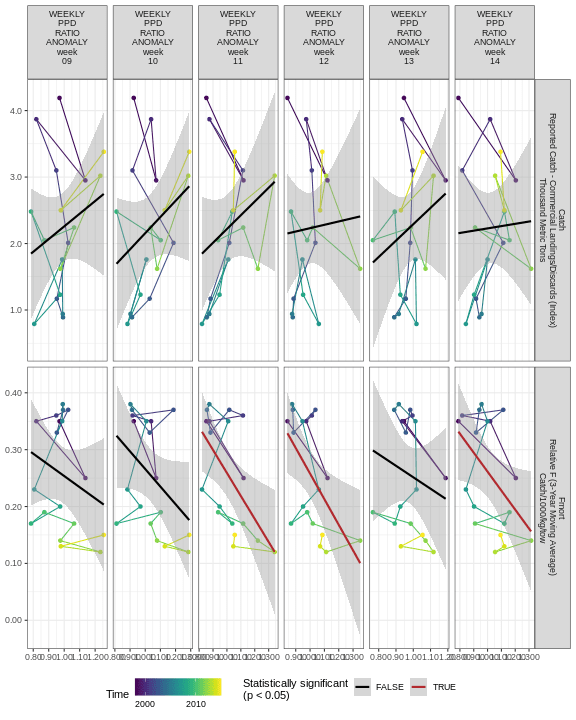 WEEKLY
PPD
RATIO
ANOMALY
week
09
WEEKLY
PPD
RATIO
ANOMALY
week
10
WEEKLY
PPD
RATIO
ANOMALY
week
11
WEEKLY
PPD
RATIO
ANOMALY
week
12
WEEKLY
PPD
RATIO
ANOMALY
week
13
WEEKLY
PPD
RATIO
ANOMALY
week
14
4.0
3.0
2.0
1.0
Catch
Reported Catch - Commercial Landings/Discards (Index)
Thousand Metric Tons
0.40
0.30
0.20
0.10
0.00
Fmort
Relative F (3-Year Moving Average)
Catch/1000/kg/tow
Time
2000
2010
Statistically significant
(p < 0.05)
FALSE
TRUE